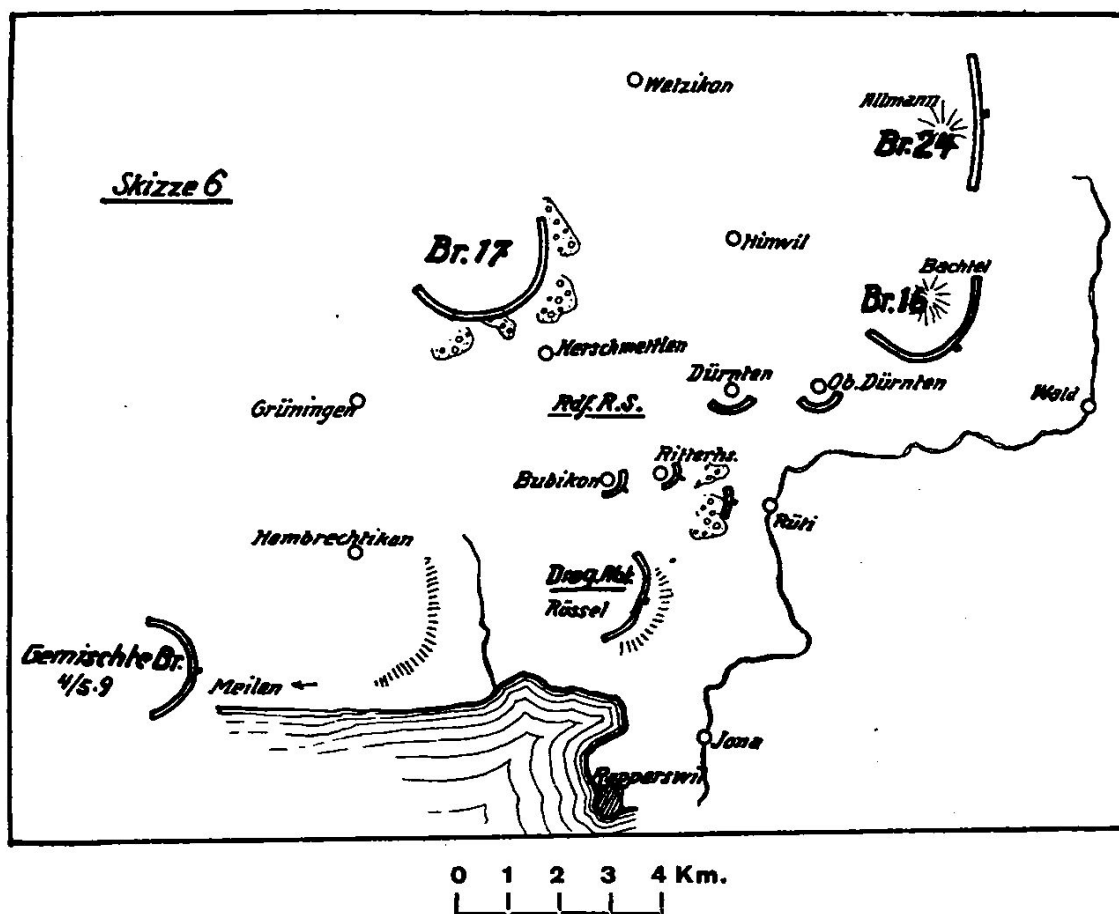 Wetzikon
Allmann
Br. 24
Skizze 6
Br. 17
Hinwil
Bachtel
Br. 16
Herschmettlen
Dürnten
Ob. Dürnten
Grüningen
Rdf. R.S.
Wald
Ritterhs.
Bubikon
Rüti
Hombrechtikon
Drag. Abt.
Rössel
Gemischte Br.
4/5.9
Meilen ←
Jona
Rapperswil
0 1 2 3 4 Km.